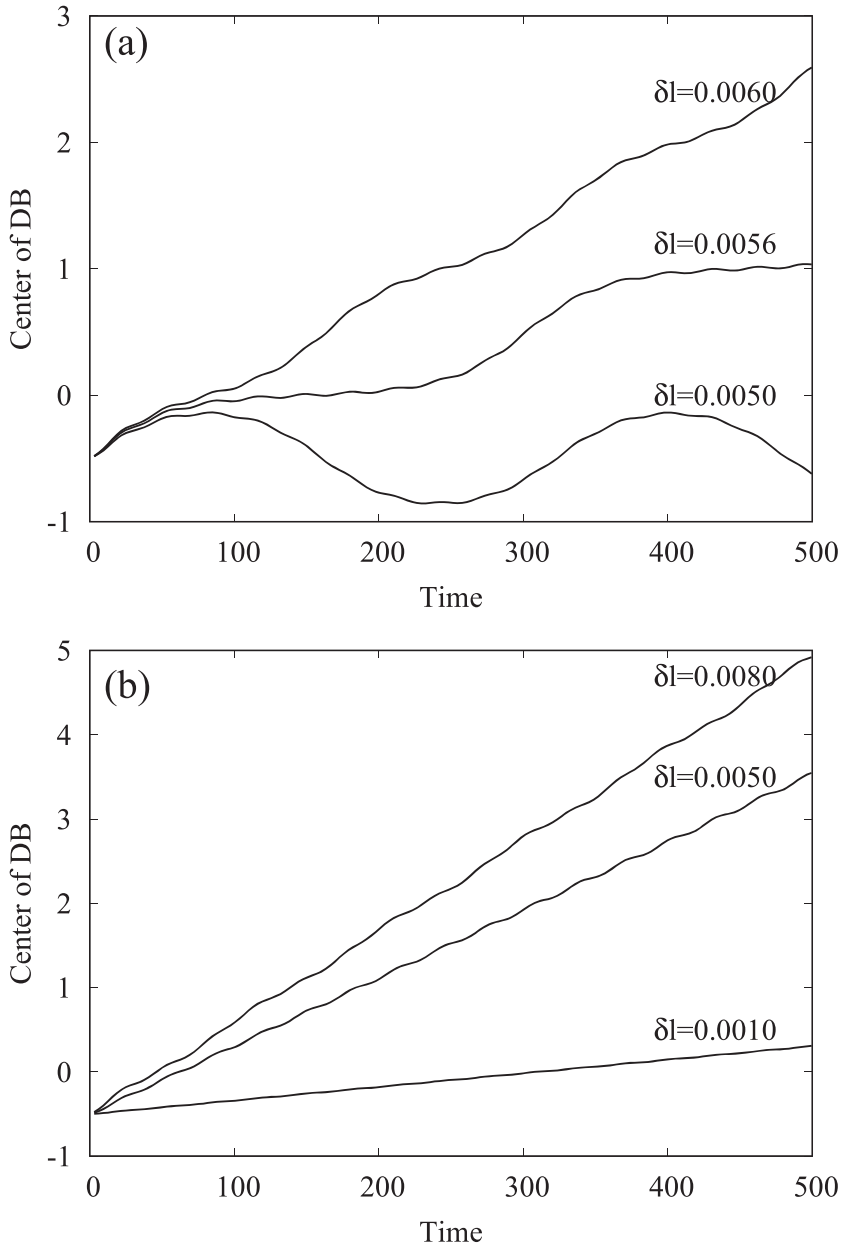 (a)
3
2
1
0
-1
Center of DB
δl=0.0060
δl=0.0056
δl=0.0050
0 100 200 300 400 500
Time
(b)
5
4
3
2
1
0
-1
Center of DB
δl=0.0080
δl=0.0050
δl=0.0010
0 100 200 300 400 500
Time